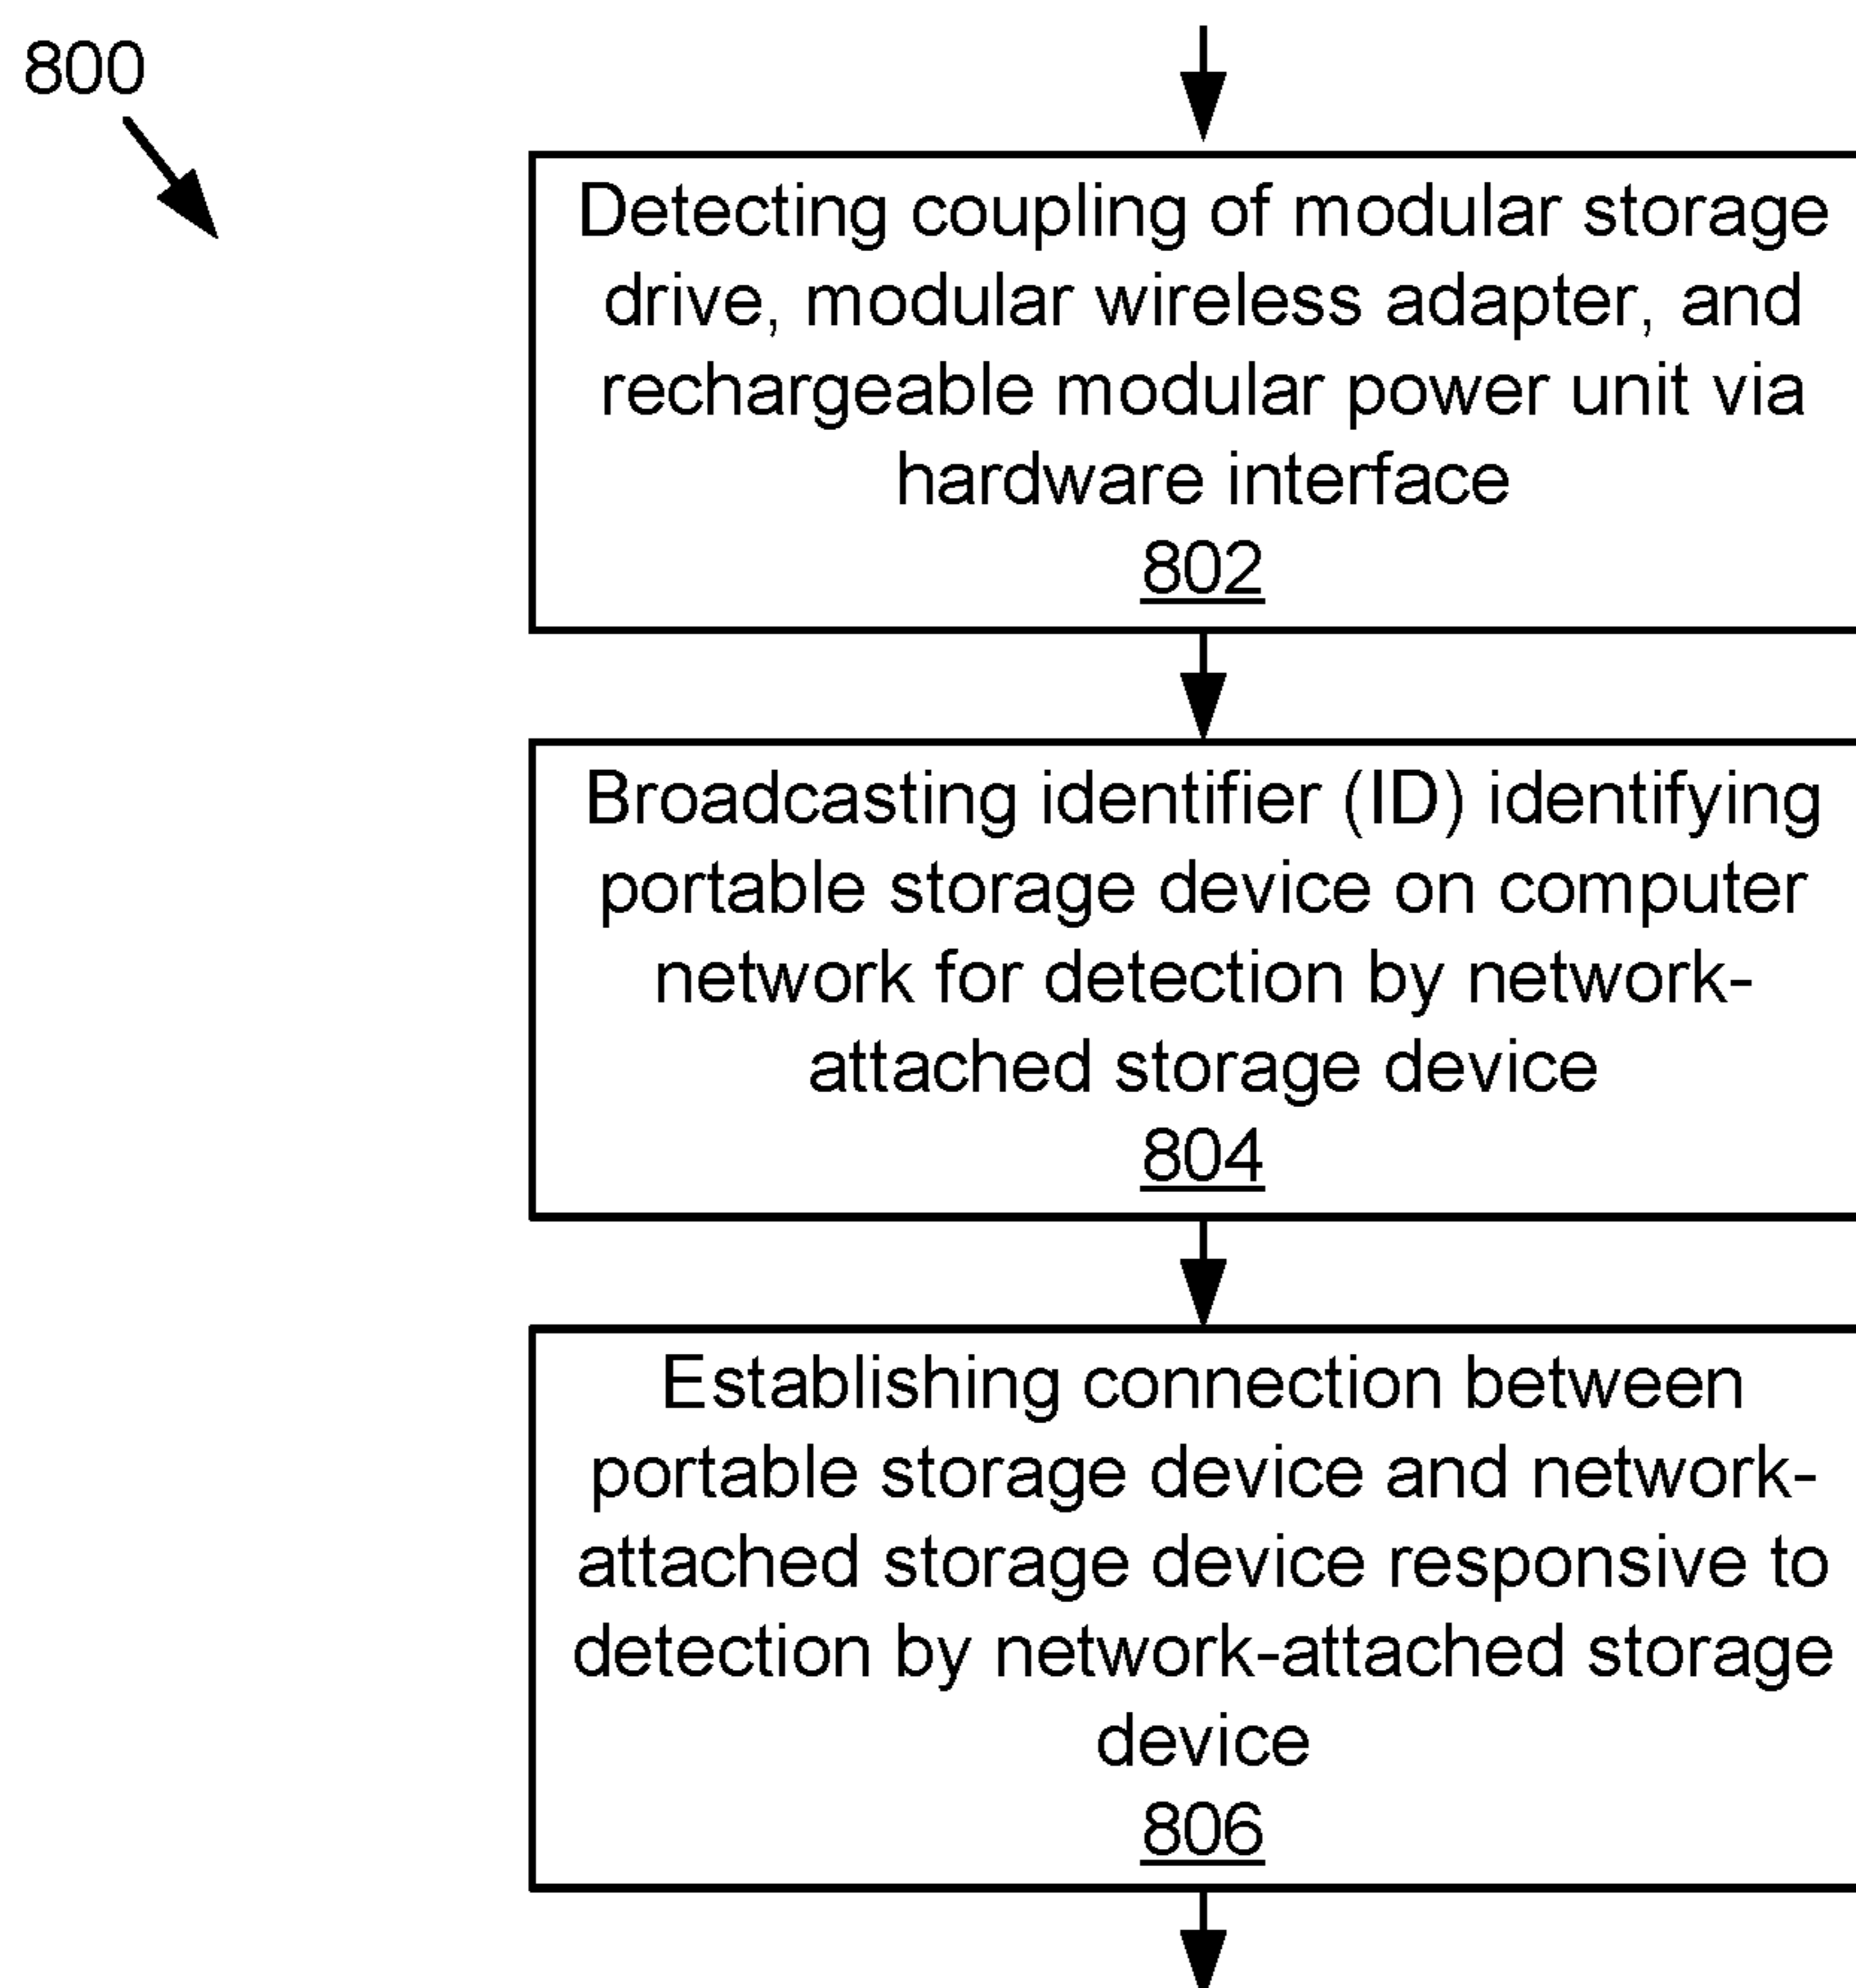 800
Detecting coupling of modular storage
drive, modular wireless adapter, and
rechargeable modular power unit via
hardware interface
802
Broadcasting identifier (ID) identifying
portable storage device on computer
network for detection by network-
attached storage device
804
Establishing connection between
portable storage device and network-
attached storage device responsive to
detection by network-attached storage
device
806